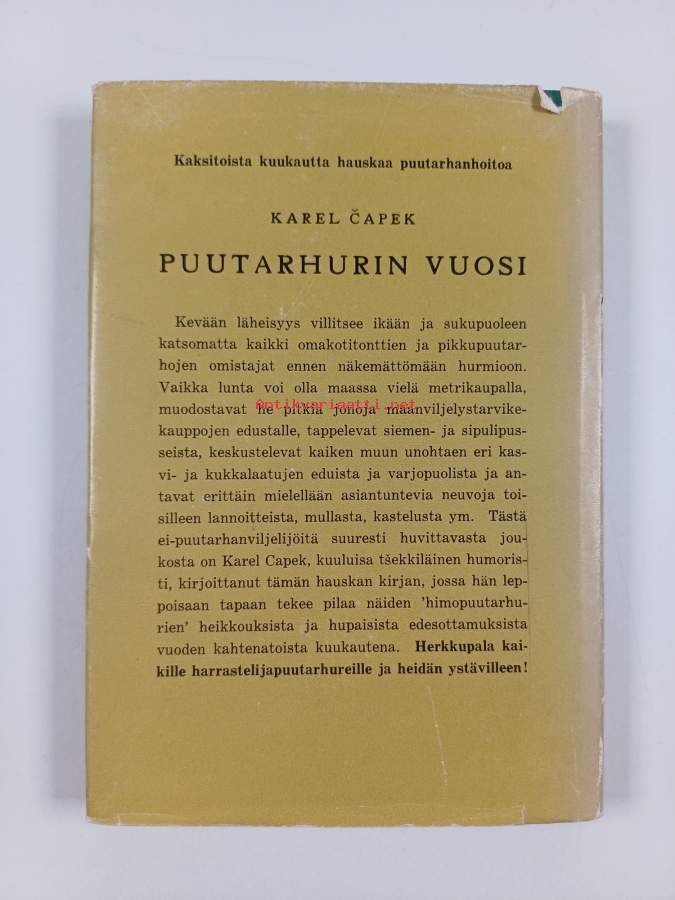 Kaksitoista kuukautta hauskaa puutarhanhoitoa
KAREL ČAPEK
PUUTARHURIN VUOSI
Kevään läheisyys villitsee ikään ja sukupuoleen
katsomatta kaikki omakotitonttien ja pikkupuutar-
hojen omistajat ennen näkemättömään hurmioon.
Vaikka lunta voi olla maassa vielä metrikaupalla,
Antikvariaatti.net
muodostavat he pitkiä jonoja maanviljelystarvike-
kauppojen edustalle, tappelevat siemen- ja sipulipus-
seista, keskustelevat kaiken muun unohtaen eri kas-
vi- ja kukkalaatujen eduista ja varjopuolista ja an-
tavat erittäin mielellään asiantuntevia neuvoja toi-
silleen lannoitteista, mullasta, kastelusta ym. Tästä
ei-puutarhanviljelijöitä suuresti huvittavasta jou-
kosta on Karel Capek, kuuluisa tšekkiläinen humoris-
ti, kirjoittanut tämän hauskan kirjan, jossa hän lep-
poisaan tapaan tekee pilaa näiden 'himopuutarhu-
rien' heikkouksista ja hupaisista edesottamuksista
vuoden kahtenatoista kuukautena. Herkkupala kai-
kille harrastelijapuutarhureille ja heidän ystävilleen!